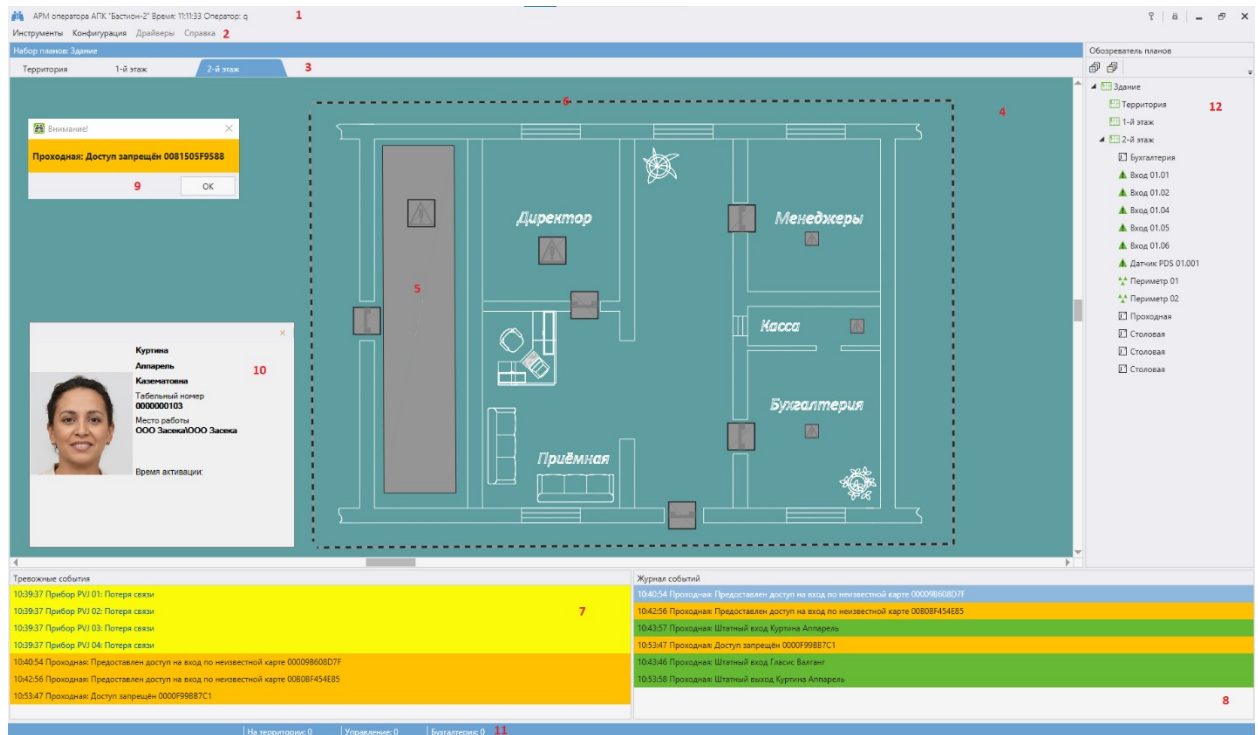 АРМ оператора АПК "Бастион-2" Время: 11:11:33 Оператор: q
1
Инструменты Конфигурация Драйверы Справка
2
Набор планов: Здание
Территория 1-й этаж 2-й этаж
3
4
6
Внимание!
Проходная: Доступ запрещён 0081505F9588
9
OK
5
Директор
Менеджеры
Касса
Бухгалтерия
Приёмная
Куртина
Аппарель
Казематовна
10
Табельный номер
0000000103
Место работы
ООО Засека\ООО Засека
Время активации:
Обозреватель планов
Здание
Территория
12
1-й этаж
2-й этаж
Бухгалтерия
Вход 01.01
Вход 01.02
Вход 01.04
Вход 01.05
Вход 01.06
Датчик PDS 01.001
Периметр 01
Периметр 02
Проходная
Столовая
Столовая
Столовая
Тревожные события
10:39:37 Прибор PVJ 01: Потеря связи
10:39:37 Прибор PVJ 02: Потеря связи
7
10:39:37 Прибор PVJ 03: Потеря связи
10:39:37 Прибор PVJ 04: Потеря связи
10:40:54 Проходная: Предоставлен доступ на вход по неизвестной карте 00009B608D7F
10:42:56 Проходная: Предоставлен доступ на вход по неизвестной карте 00B0BF454E85
10:53:47 Проходная: Доступ запрещён 0000F99B87C1
Журнал событий
10:40:54 Проходная: Предоставлен доступ на вход по неизвестной карте 00009B608D7F
10:42:56 Проходная: Предоставлен доступ на вход по неизвестной карте 00B0BF454E85
10:43:57 Проходная: Штатный вход Куртина Аппарель
10:53:47 Проходная: Доступ запрещён 0000F99B87C1
10:43:46 Проходная: Штатный вход Гласис Валганг
10:53:58 Проходная: Штатный выход Куртина Аппарель
8
На территории: 0 Управление: 0 Бухгалтерия: 0
11